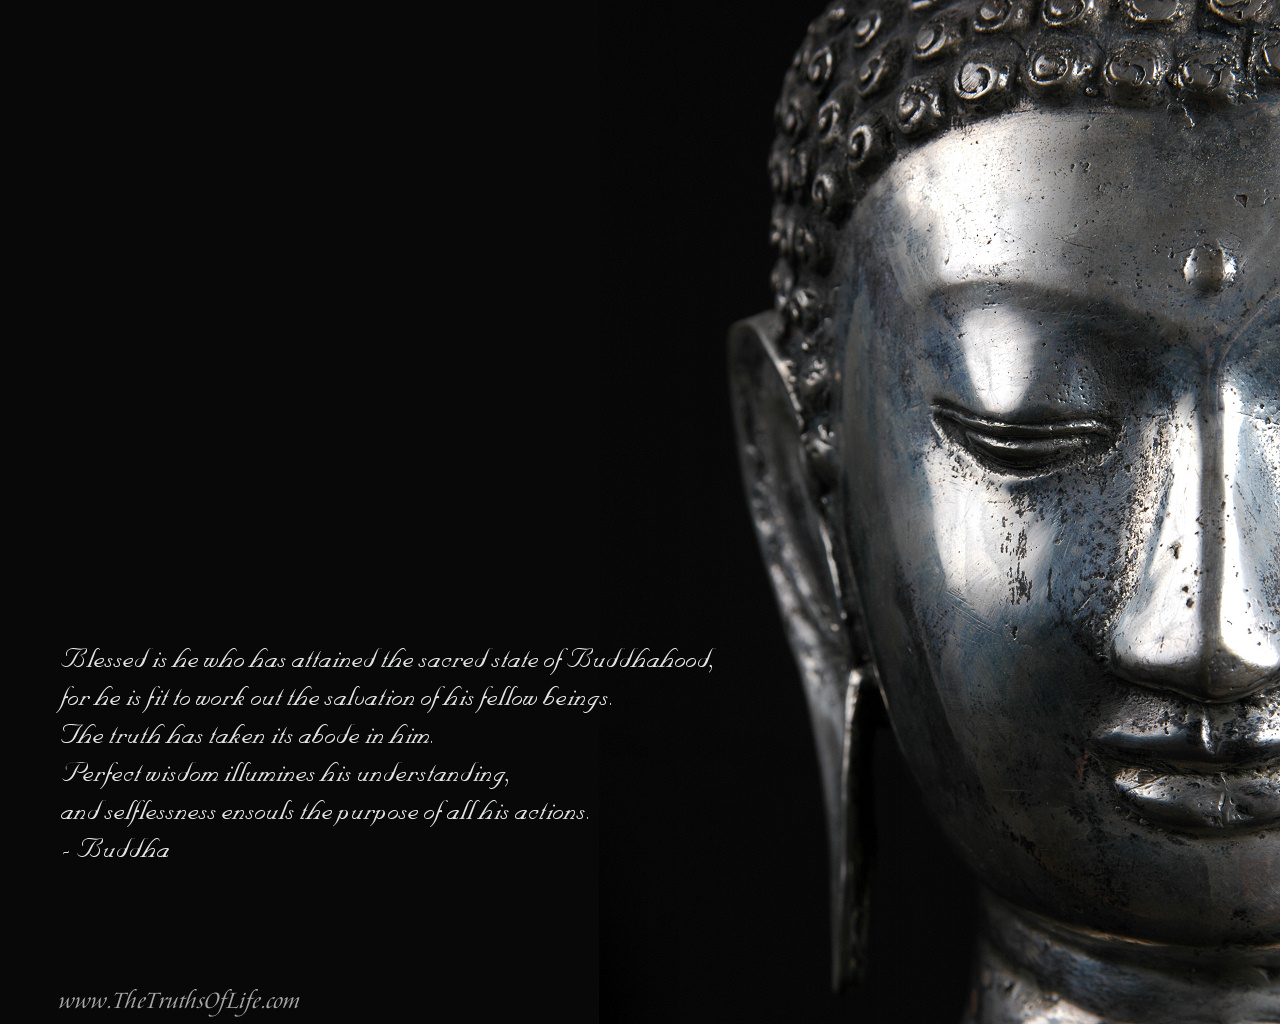 Blessed is he who has attained the sacred state of Buddhahood,
for he is fit to work out the salvation of his fellow beings.
The truth has taken its abode in him.
Perfect wisdom illumines his understanding,
and selflessness ensouls the purpose of all his actions.
- Buddha
www.TheTruthsOfLife.com